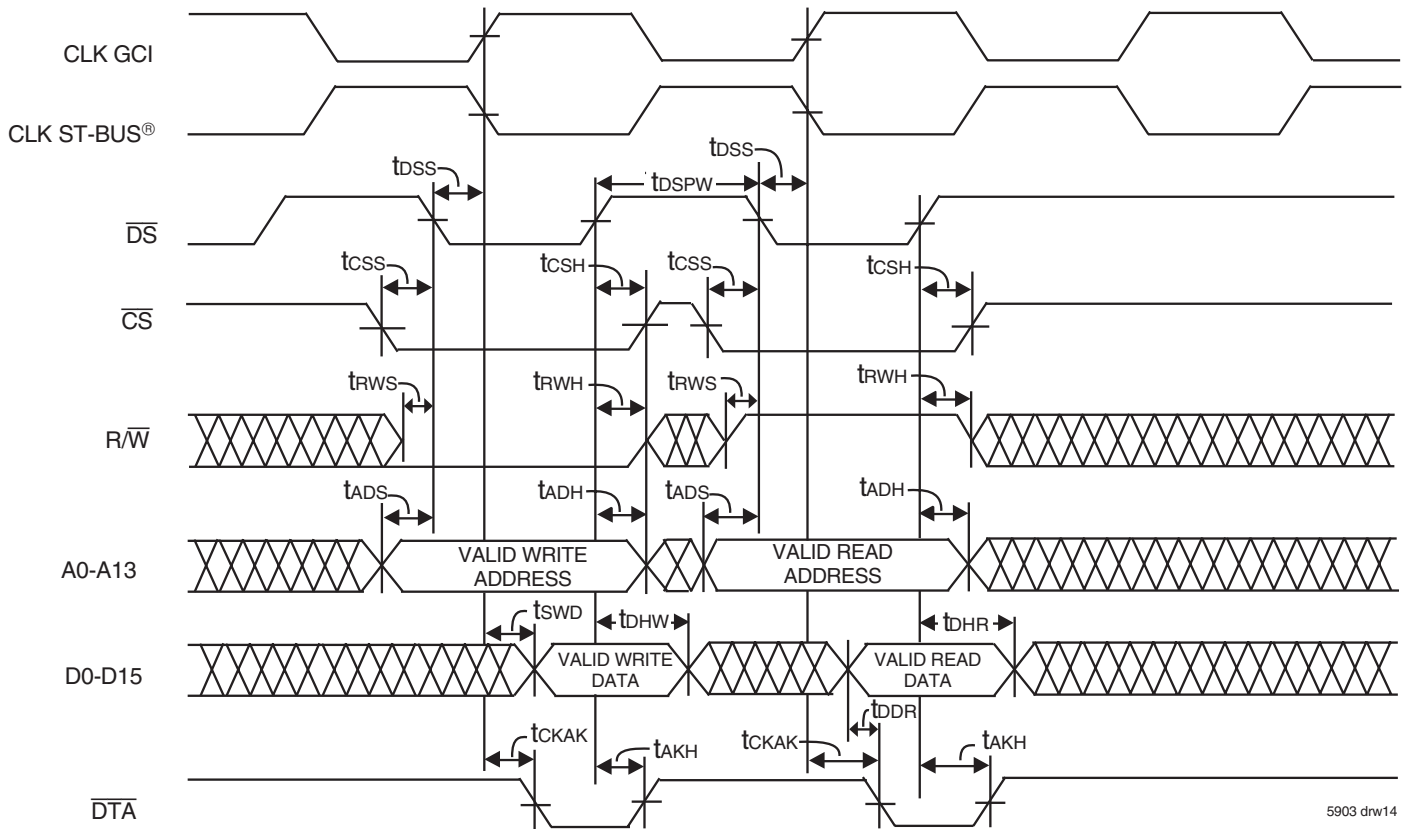 CLK GCI
CLK ST-BUS®
tDSS
tDSPW
tDSS
DS
tCSS
tCSH
tCSS
tCSH
CS
tRWS
tRWH
tRWS
tRWH
R/W
tADS
tADH
tADS
tADH
A0-A13
VALID WRITE
ADDRESS
VALID READ
ADDRESS
tSWD
tDHW
tDHR
D0-D15
VALID WRITE
DATA
VALID READ
DATA
tDDR
tCKAK
tAKH
tCKAK
tAKH
DTA
5903 drw14